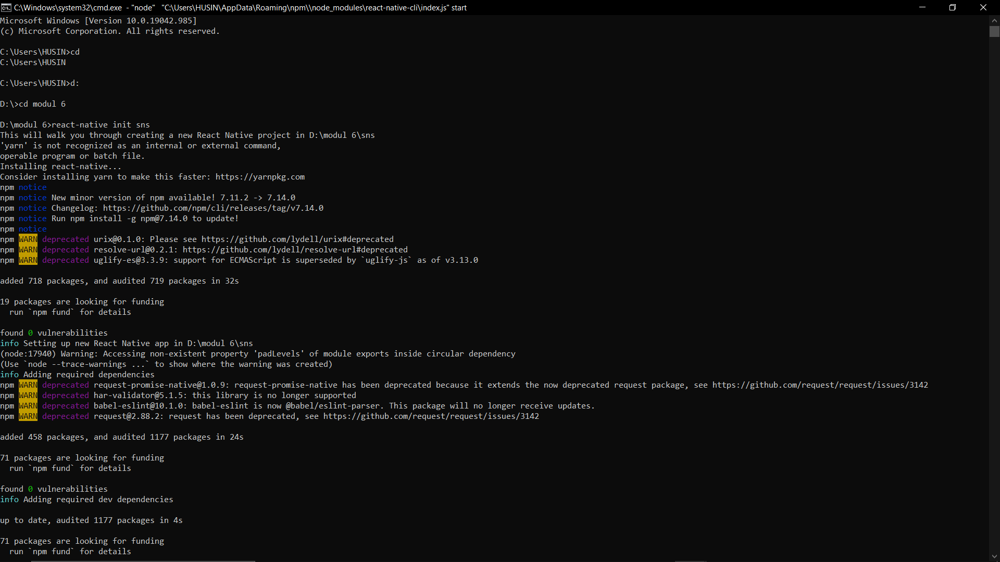 C:\Windows\system32\cmd.exe - "node" "C:\Users\HUSIN\AppData\Roaming\npm\\node_modules\react-native-cli\index.js" start
Microsoft Windows [Version 10.0.19042.985]
(c) Microsoft Corporation. All rights reserved.
C:\Users\HUSIN>cd
C:\Users\HUSIN
C:\Users\HUSIN>d:
D:\>cd modul 6
D:\modul 6>react-native init sns
This will walk you through creating a new React Native project in D:\modul 6\sns
'yarn' is not recognized as an internal or external command,
operable program or batch file.
Installing react-native...
Consider installing yarn to make this faster: https://yarnpkg.com
npm notice
npm notice New minor version of npm available! 7.11.2 -> 7.14.0
npm notice Changelog: https://github.com/npm/cli/releases/tag/v7.14.0
npm notice Run npm install -g npm@7.14.0 to update!
npm notice
npm WARN deprecated urix@0.1.0: Please see https://github.com/lydell/urix#deprecated
npm WARN deprecated resolve-url@0.2.1: https://github.com/lydell/resolve-url#deprecated
npm WARN deprecated uglify-es@3.3.9: support for ECMAScript is superseded by `uglify-js` as of v3.13.0
added 718 packages, and audited 719 packages in 32s
19 packages are looking for funding
  run `npm fund` for details
found 0 vulnerabilities
info Setting up new React Native app in D:\modul 6\sns
(node:17940) Warning: Accessing non-existent property 'padLevels' of module exports inside circular dependency
(Use `node --trace-warnings ...` to show where the warning was created)
info Adding required dependencies
npm WARN deprecated request-promise-native@1.0.9: request-promise-native has been deprecated because it extends the now deprecated request package, see https://github.com/request/request/issues/3142
npm WARN deprecated har-validator@5.1.5: this library is no longer supported
npm WARN deprecated babel-eslint@10.1.0: babel-eslint is now @babel/eslint-parser. This package will no longer receive updates.
npm WARN deprecated request@2.88.2: request has been deprecated, see https://github.com/request/request/issues/3142
added 458 packages, and audited 1177 packages in 24s
71 packages are looking for funding
  run `npm fund` for details
found 0 vulnerabilities
info Adding required dev dependencies
up to date, audited 1177 packages in 4s
71 packages are looking for funding
  run `npm fund` for details